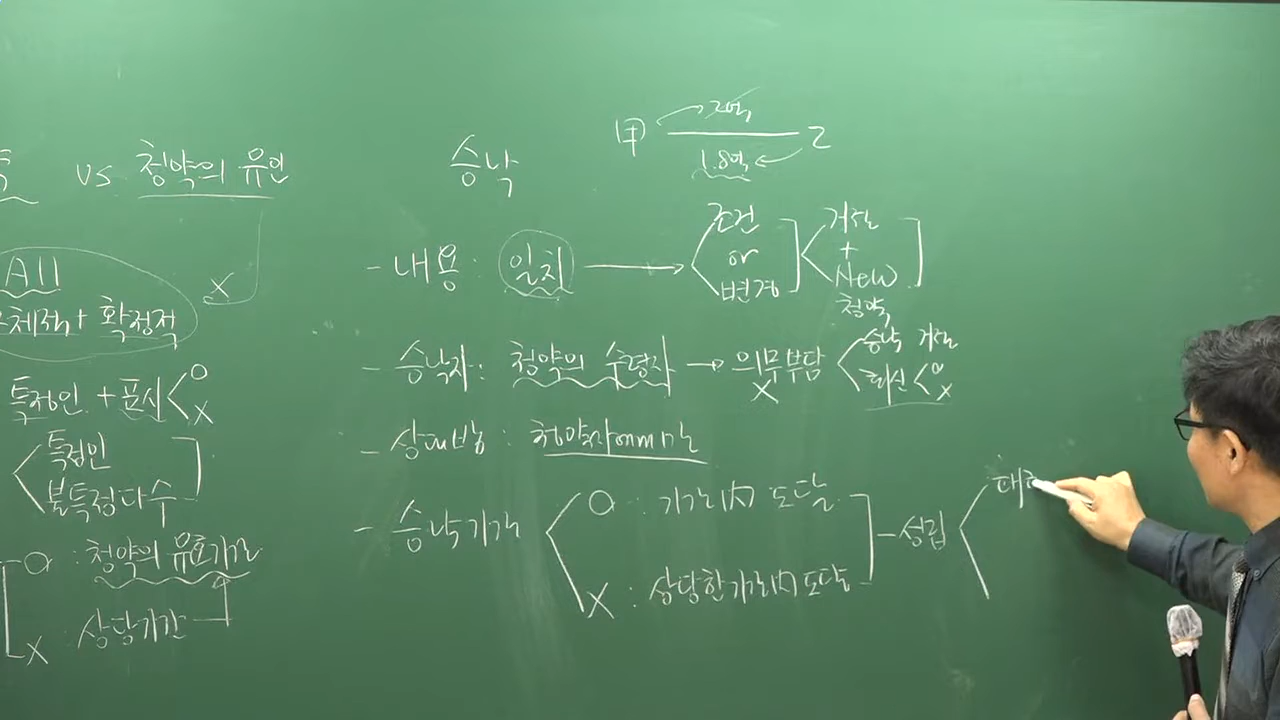 vs 청약의 유인
All
+ 확정적
X
특정인 + 표시 < O X
특정인
불특정다수
O : 청약의 유효기간
X : 상당기간
승낙
甲 2억 乙
1.8억
- 내용 : 일치 → 조건 or 변경 거절 + New 청약
- 승낙자 : 청약의 수령자 → 의무부담 X 승낙 거절 회신 < O X
- 상대방 : 청약자에게만
- 승낙기간
O : 기간내 도달
X : 상당한기간내 도달
- 성립